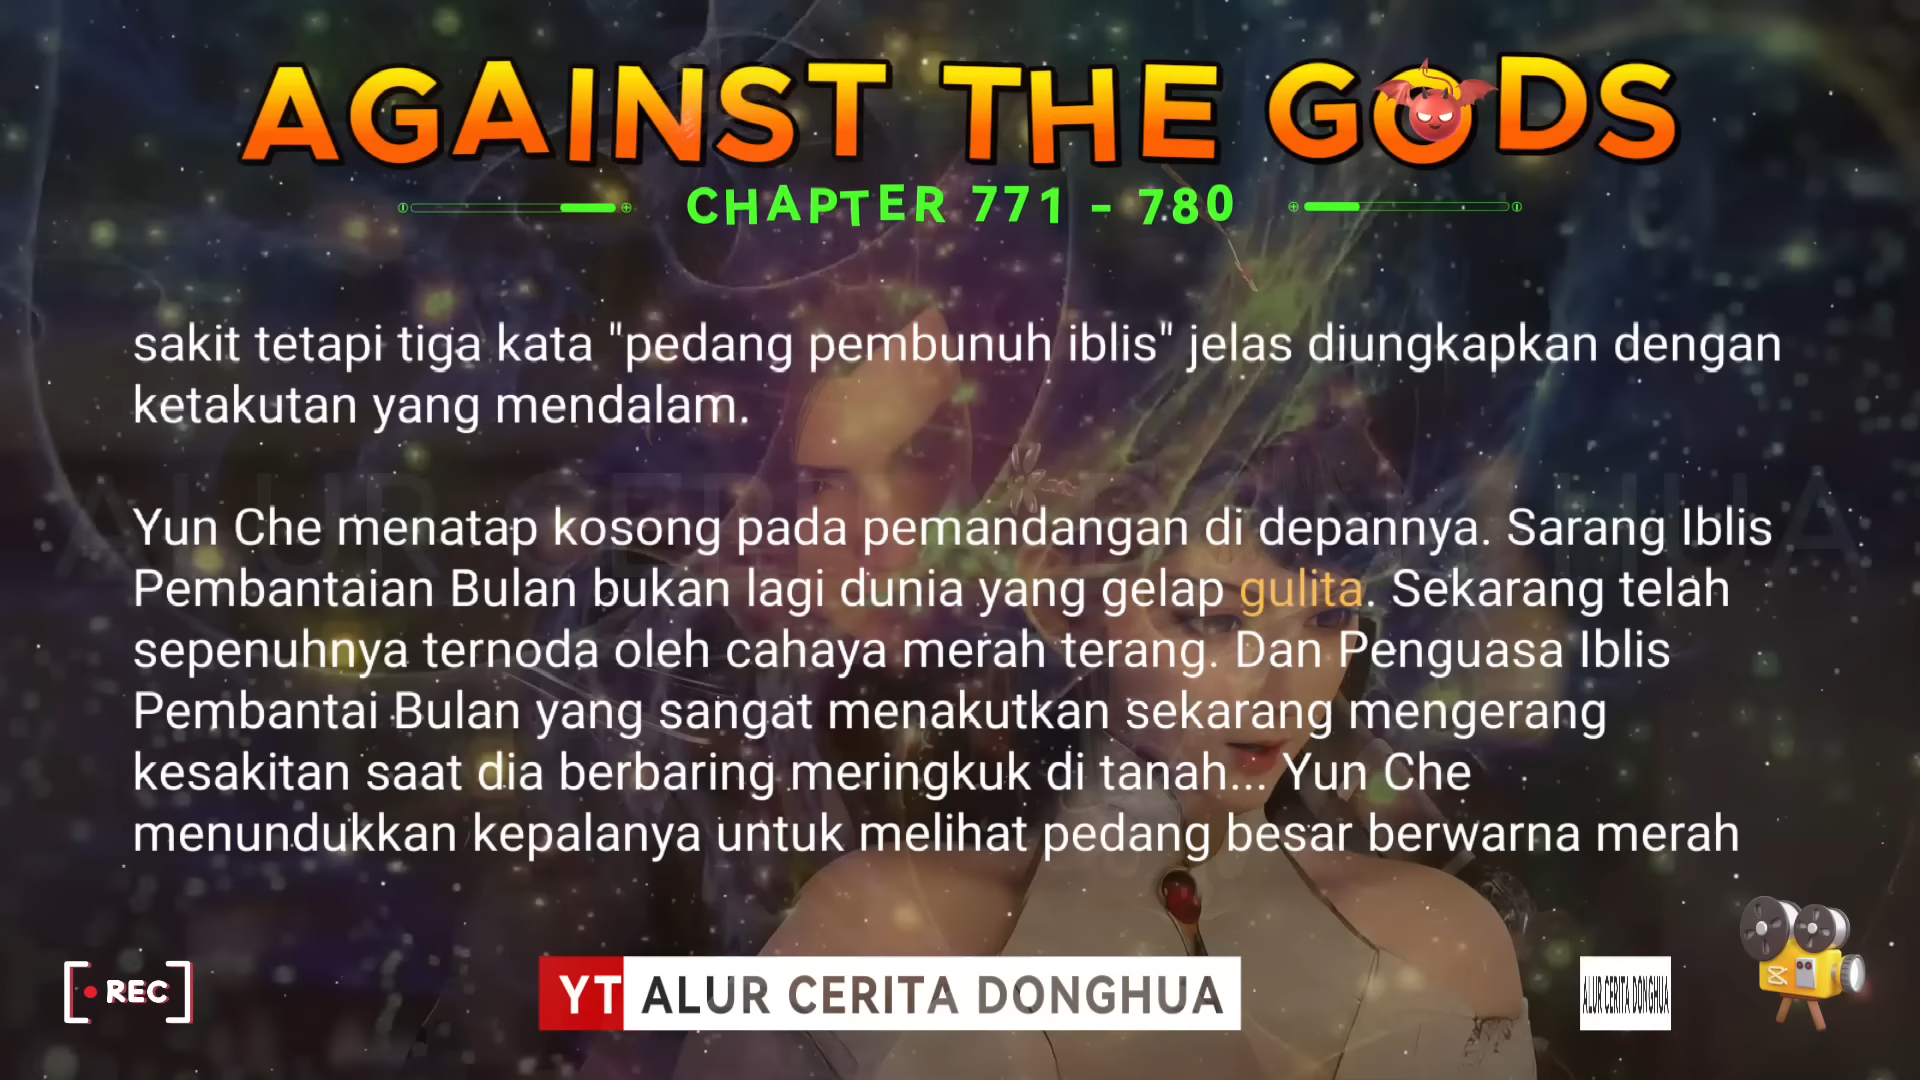 AGAINST THE GODS
CHAPTER 771 - 780
sakit tetapi tiga kata "pedang pembunuh iblis" jelas diungkapkan dengan
ketakutan yang mendalam.
ALUR CERITA DONGHUA
Yun Che menatap kosong pada pemandangan di depannya. Sarang Iblis
Pembantaian Bulan bukan lagi dunia yang gelap gulita. Sekarang telah
sepenuhnya ternoda oleh cahaya merah terang. Dan Penguasa Iblis
Pembantai Bulan yang sangat menakutkan sekarang mengerang
kesakitan saat dia berbaring meringkuk di tanah... Yun Che
menundukkan kepalanya untuk melihat pedang besar berwarna merah
REC
YT ALUR CERITA DONGHUA
ALUR CERITA DONGHUA